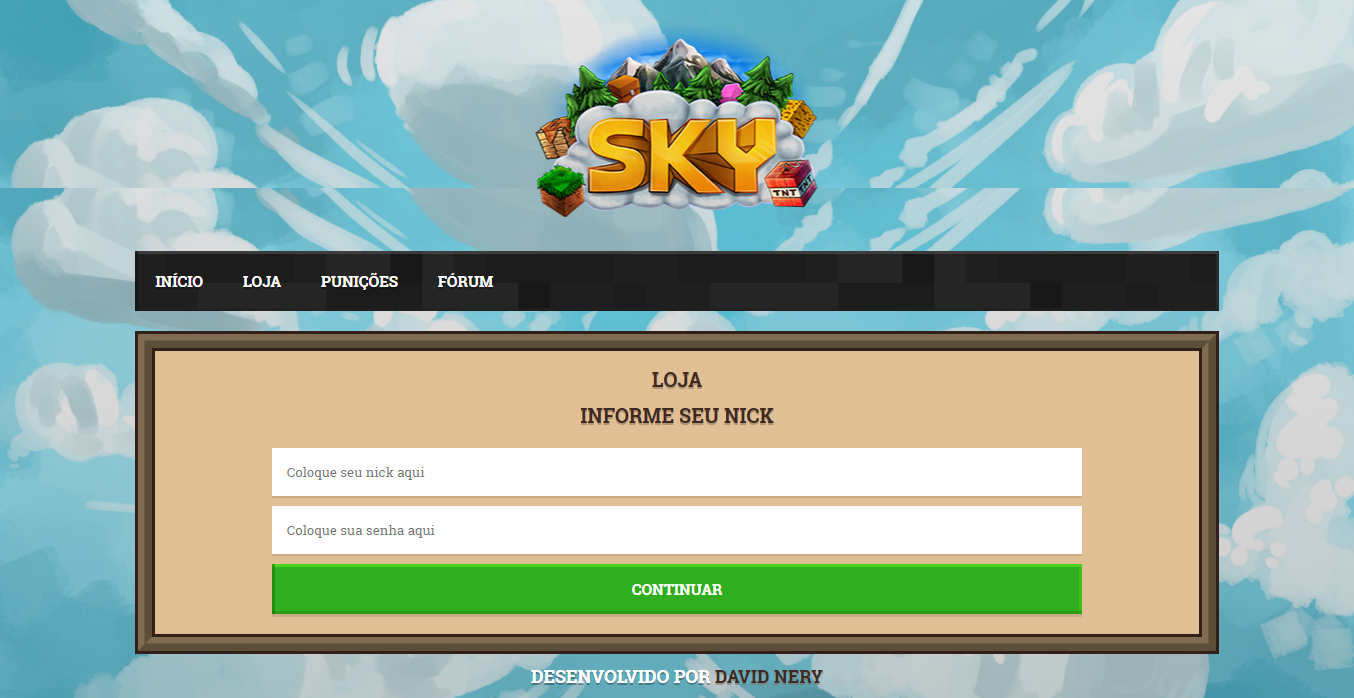 SKY
TNT TNT
INÍCIO LOJA PUNIÇÕES FÓRUM
LOJA
INFORME SEU NICK
Coloque seu nick aqui
Coloque sua senha aqui
CONTINUAR
DESENVOLVIDO POR DAVID NERY